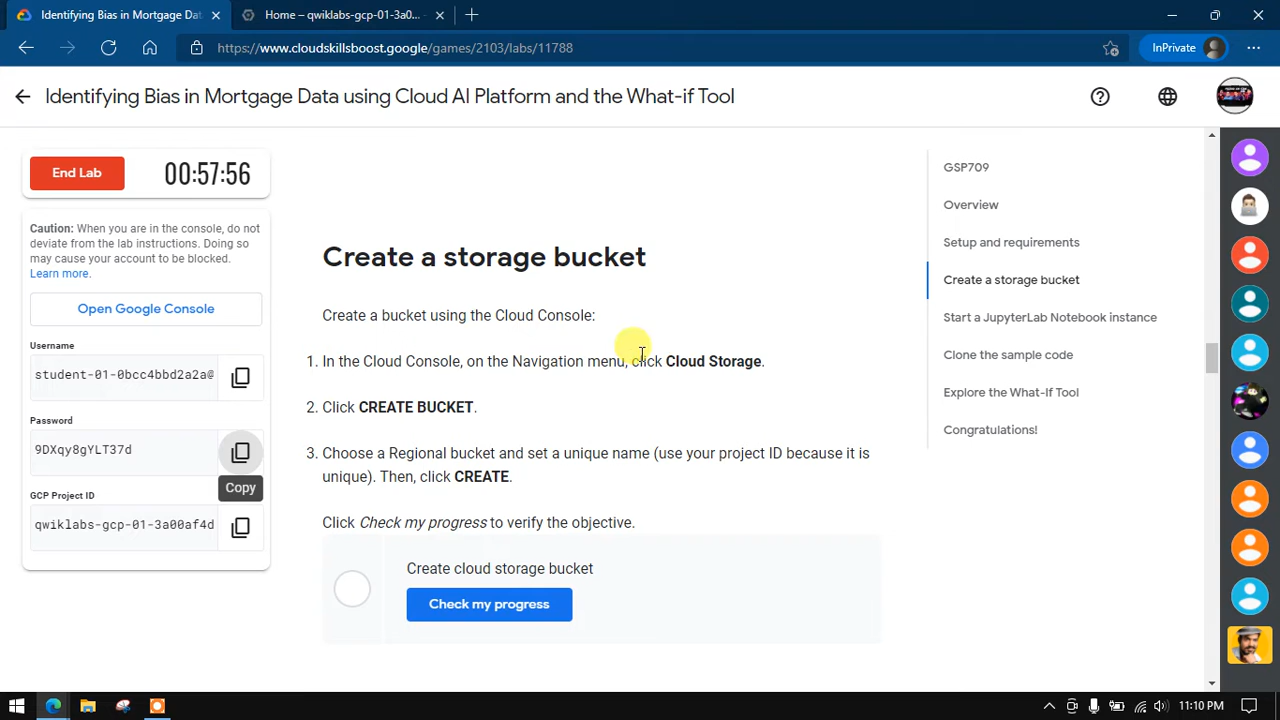 Identifying Bias in Mortgage Dat
Home – qwiklabs-gcp-01-3a0...
https://www.cloudskillsboost.google/games/2103/labs/11788
InPrivate
Identifying Bias in Mortgage Data using Cloud AI Platform and the What-if Tool
End Lab
00:57:56
Caution: When you are in the console, do not
deviate from the lab instructions. Doing so
may cause your account to be blocked.
Learn more.
Open Google Console
Username
student-01-0bcc4bbd2a2a@
Password
9DXqy8gYLT37d
Copy
GCP Project ID
qwiklabs-gcp-01-3a00af4d
Create a storage bucket
Create a bucket using the Cloud Console:
1. In the Cloud Console, on the Navigation menu, click Cloud Storage.
2. Click CREATE BUCKET.
3. Choose a Regional bucket and set a unique name (use your project ID because it is
unique). Then, click CREATE.
Click Check my progress to verify the objective.
Create cloud storage bucket
Check my progress
GSP709
Overview
Setup and requirements
Create a storage bucket
Start a JupyterLab Notebook instance
Clone the sample code
Explore the What-If Tool
Congratulations!
11:10 PM